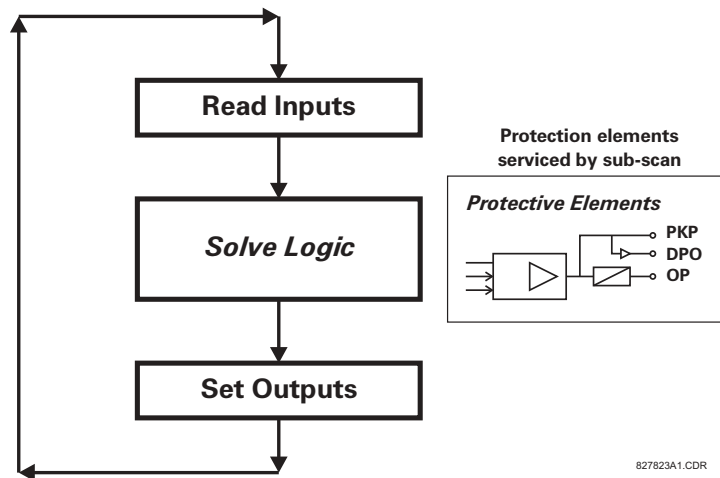 Read Inputs
Solve Logic
Set Outputs
Protection elements
serviced by sub-scan
Protective Elements
PKP
DPO
OP
827823A1.CDR